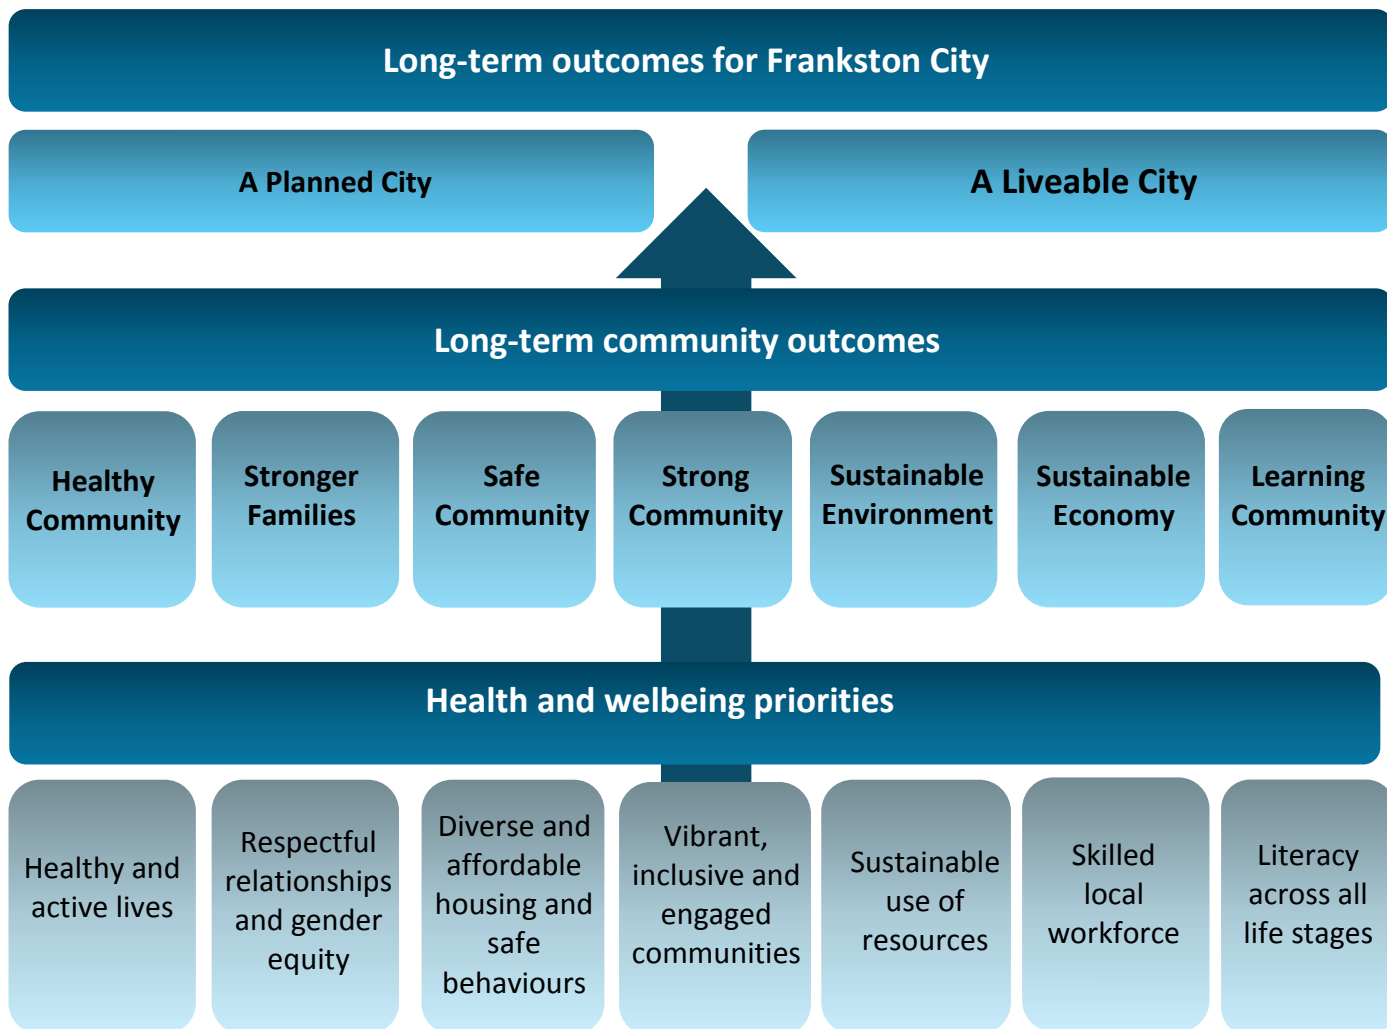 Long-term outcomes for Frankston City
A Planned City
A Liveable City
Long-term community outcomes
Healthy
Community
Stronger
Families
Safe
Community
Strong
Community
Sustainable
Environment
Sustainable
Economy
Learning
Community
Health and welbeing priorities
Healthy and
active lives
Respectful
relationships
and gender
equity
Diverse and
affordable
housing and
safe
behaviours
Vibrant,
inclusive and
engaged
communities
Sustainable
use of
resources
Skilled
local
workforce
Literacy
across all
life stages